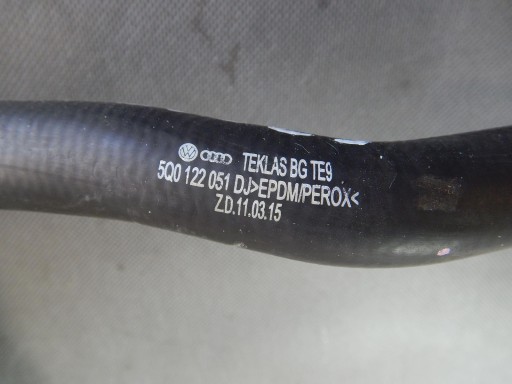 TEKLAS BG TE9
5Q0 122 051 DJ>EPDM/PEROX<
Z.D.11.03.15